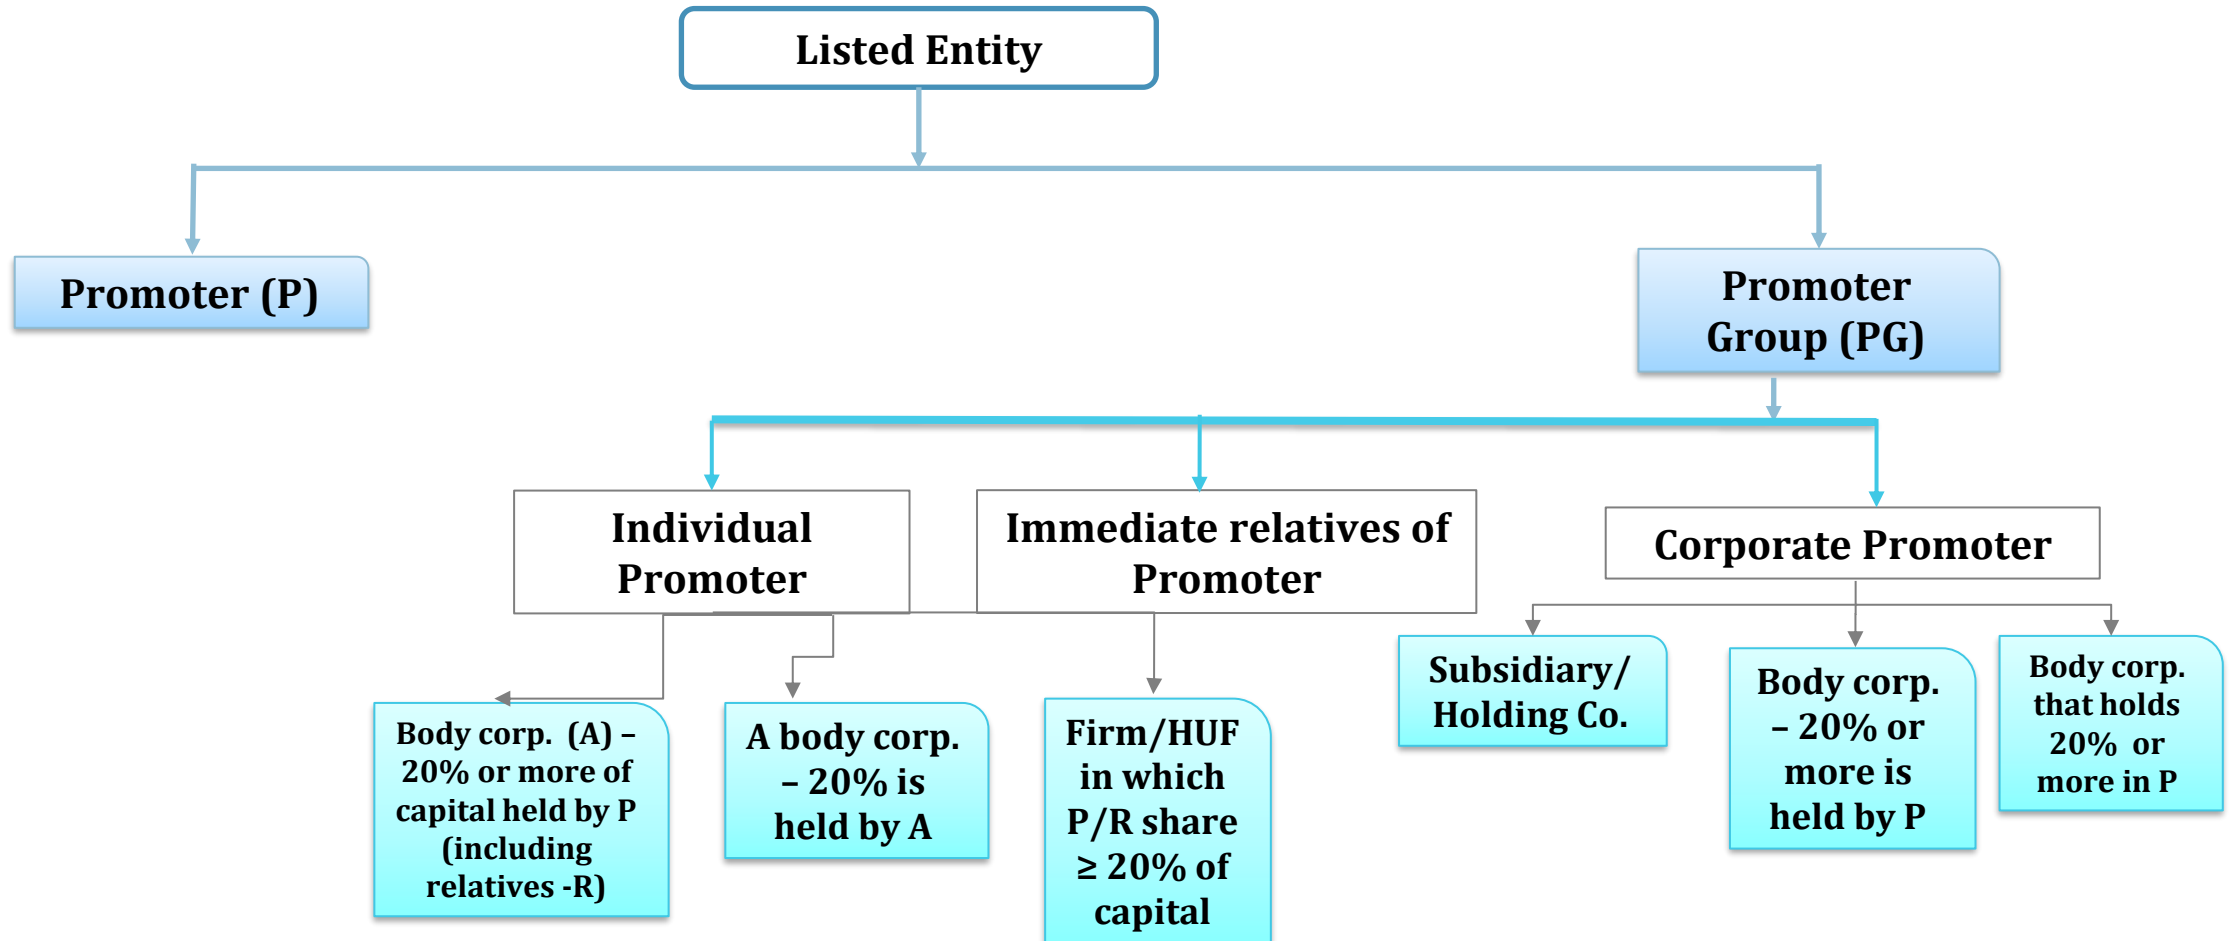 Listed Entity
Promoter (P)
Promoter
Group (PG)
Individual
Promoter
Immediate relatives of
Promoter
Corporate Promoter
Body corp.  (A) –
20% or more of
capital held by P
(including
relatives -R)
A body corp.
– 20% is
held by A
Firm/HUF
in which
P/R share
≥ 20% of
capital
Subsidiary/
Holding Co.
Body corp.
– 20% or
more is
held by P
Body corp.
that holds
20%  or
more in P